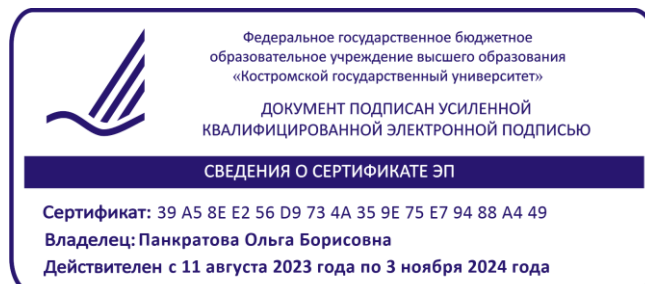 Федеральное государственное бюджетное
образовательное учреждение высшего образования
«Костромской государственный университет»
ДОКУМЕНТ ПОДПИСАН УСИЛЕННОЙ
КВАЛИФИЦИРОВАННОЙ ЭЛЕКТРОННОЙ ПОДПИСЬЮ
СВЕДЕНИЯ О СЕРТИФИКАТЕ ЭП
Сертификат: 39 A5 8E E2 56 D9 73 4A 35 9E 75 E7 94 88 A4 49
Владелец: Панкратова Ольга Борисовна
Действителен с 11 августа 2023 года по 3 ноября 2024 года